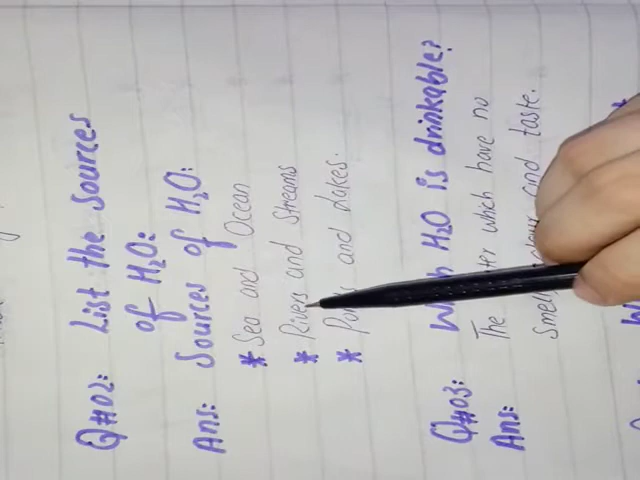 Q#02: List the sources
of H₂O:
Ans: Sources of H₂O:
* Sea and Ocean
* Rivers and Streams
* and Lakes.
Q#03: H₂O is drinkable?
Ans: The which have no
Smell and taste.